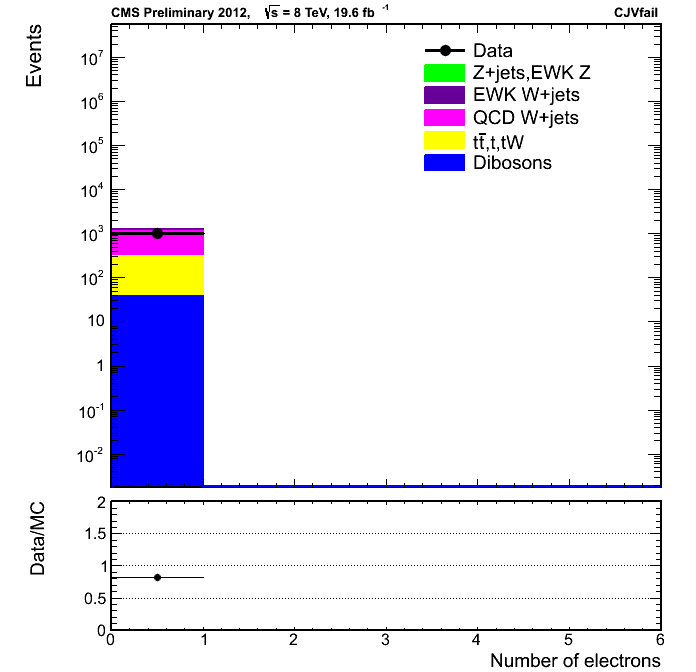 CMS Preliminary 2012, √s = 8 TeV, 19.6 fb⁻¹ CJVfail
Events
10⁷
10⁶
10⁵
10⁴
10³
10²
10
1
10⁻¹
10⁻²
Data
Z+jets,EWK Z
EWK W+jets
QCD W+jets
tt̄,t,tW
Dibosons
Data/MC
2
1.5
1
0.5
0
0 1 2 3 4 5 6
Number of electrons